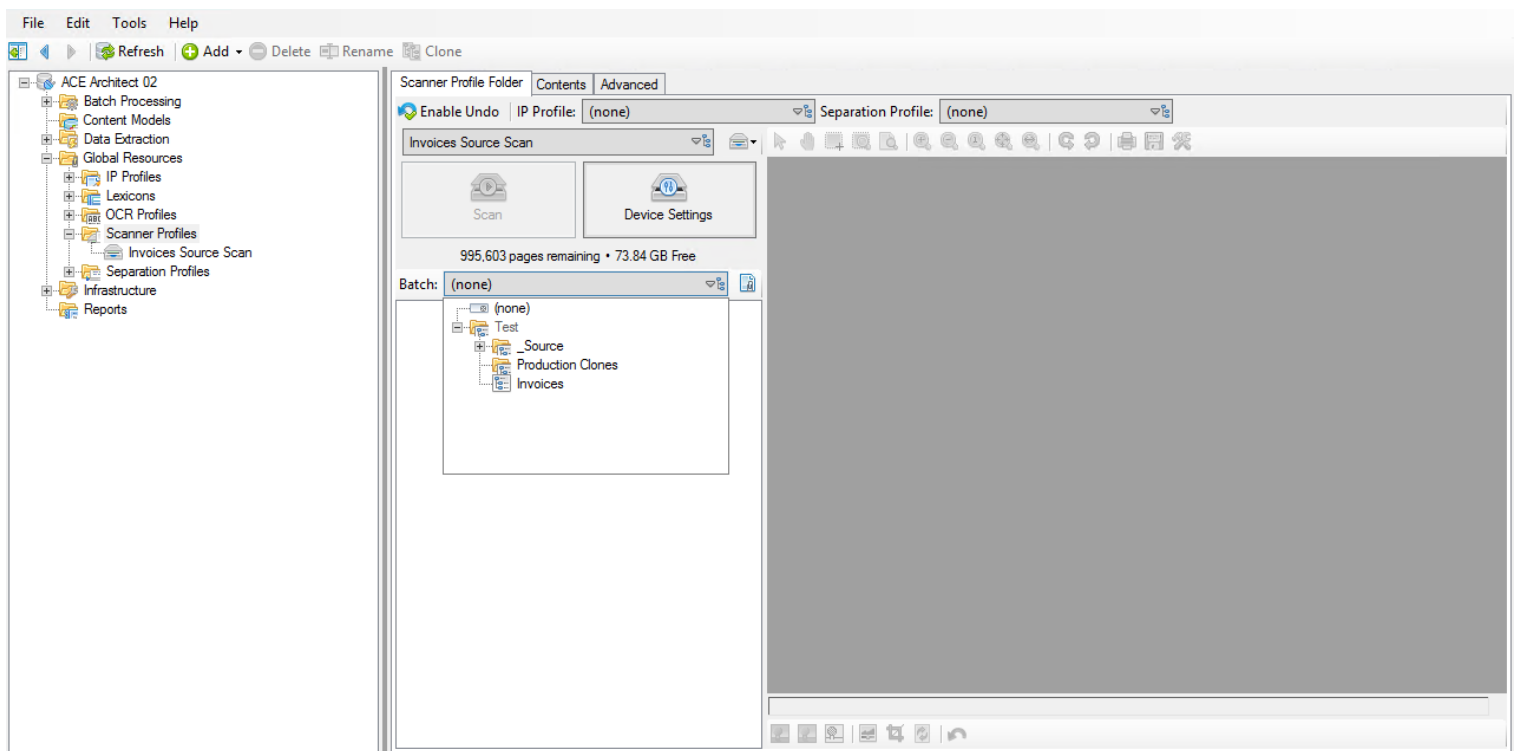 File Edit Tools Help
Refresh Add Delete Rename Clone
ACE Architect 02
Batch Processing
Content Models
Data Extraction
Global Resources
IP Profiles
Lexicons
OCR Profiles
Scanner Profiles
Invoices Source Scan
Separation Profiles
Infrastructure
Reports
Scanner Profile Folder Contents Advanced
Enable Undo IP Profile: (none) Separation Profile: (none)
Invoices Source Scan
Scan Device Settings
995,603 pages remaining • 73.84 GB Free
Batch: (none)
(none)
Test
_Source
Production Clones
Invoices